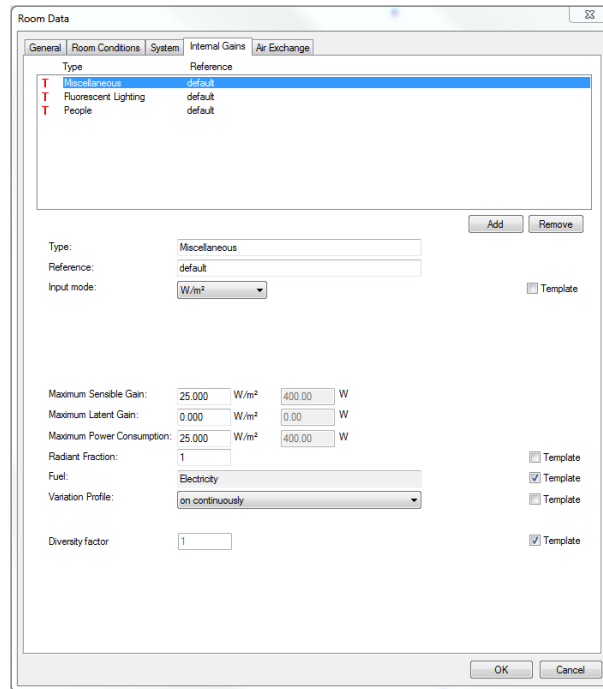 Room Data
General Room Conditions System Internal Gains Air Exchange
Type Reference
T Miscellaneous default
T Fluorescent Lighting default
T People default
Add Remove
Type: Miscellaneous
Reference: default
Input mode: W/m² Template
Maximum Sensible Gain: 25.000 W/m² 400.00 W
Maximum Latent Gain: 0.000 W/m² 0.00 W
Maximum Power Consumption: 25.000 W/m² 400.00 W
Radiant Fraction: 1 Template
Fuel: Electricity Template
Variation Profile: on continuously Template
Diversity factor 1 Template
OK Cancel